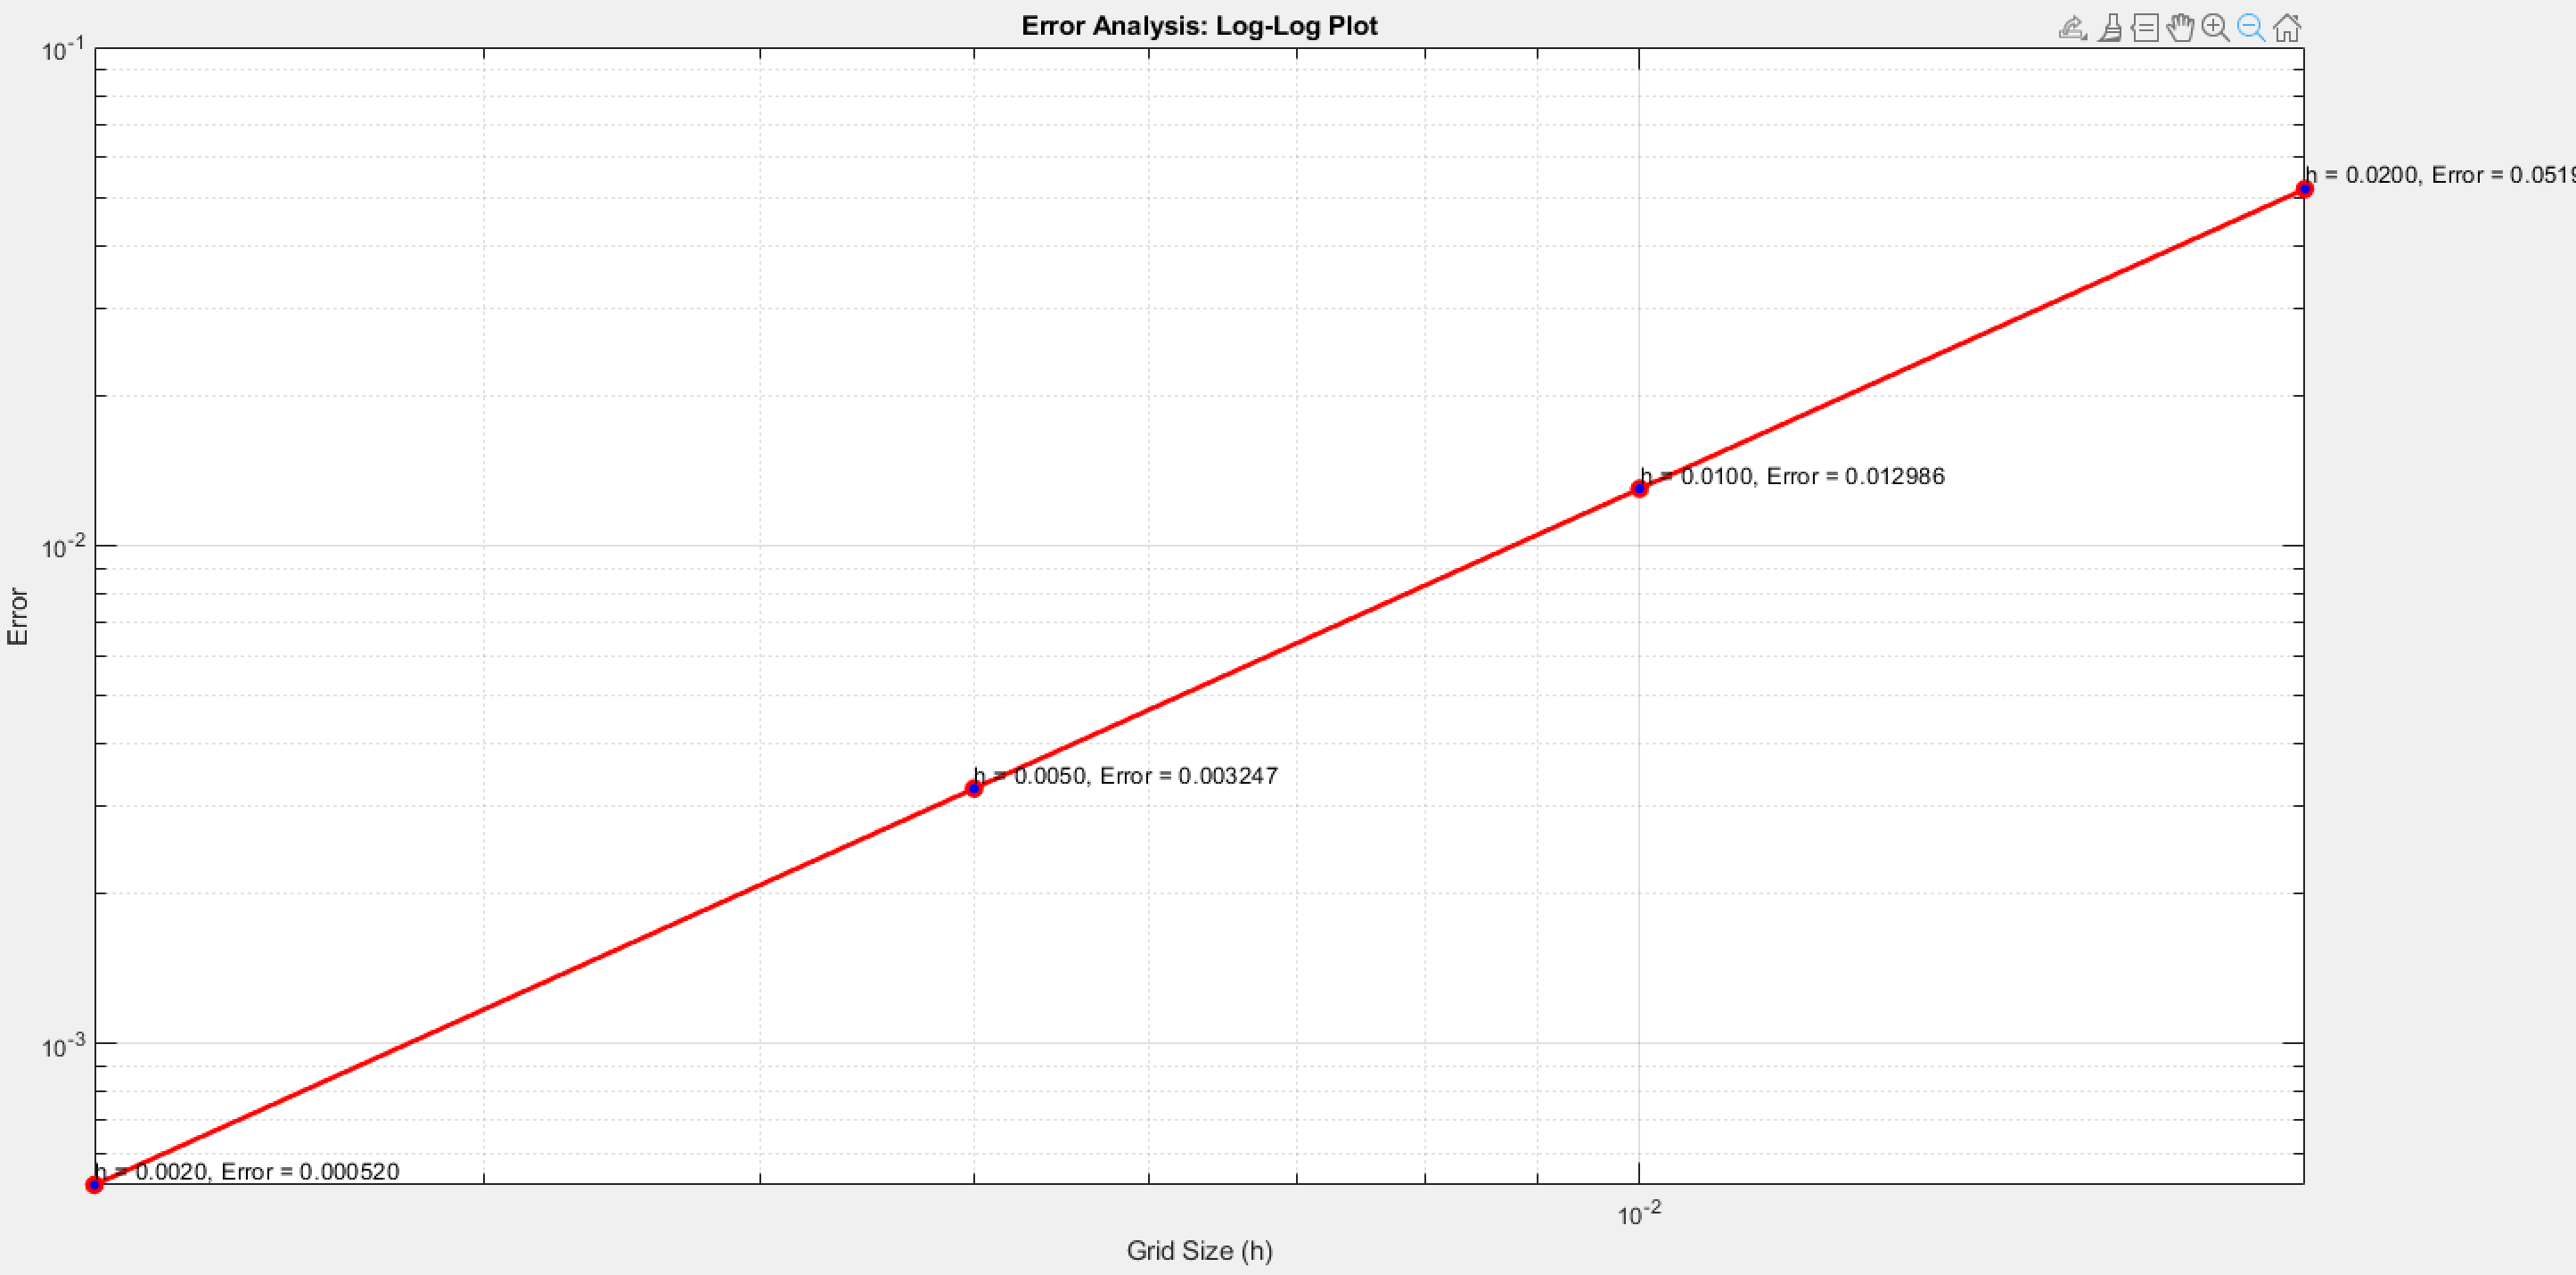 Error Analysis: Log-Log Plot
10^-1
h = 0.0200, Error = 0.0519
h = 0.0100, Error = 0.012986
10^-2
Error
h = 0.0050, Error = 0.003247
10^-3
h = 0.0020, Error = 0.000520
10^-2
Grid Size (h)